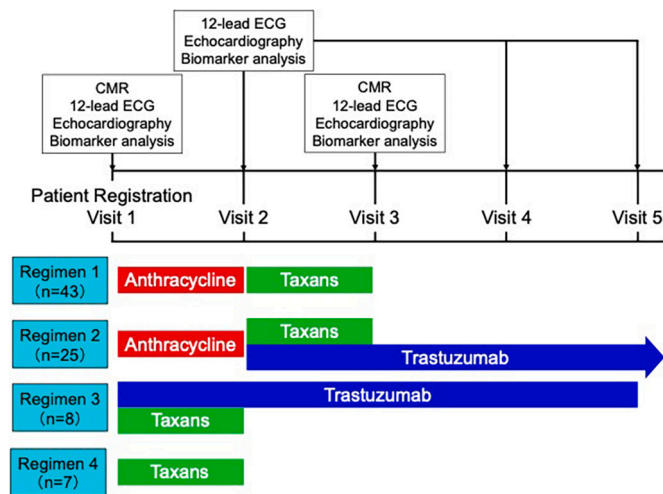 12-lead ECG
Echocardiography
Biomarker analysis
CMR
12-lead ECG
Echocardiography
Biomarker analysis
CMR
12-lead ECG
Echocardiography
Biomarker analysis
Patient Registration
Visit 1
Visit 2
Visit 3
Visit 4
Visit 5
Regimen 1
(n=43)
Anthracycline
Taxans
Regimen 2
(n=25)
Anthracycline
Taxans
Trastuzumab
Regimen 3
(n=8)
Trastuzumab
Taxans
Regimen 4
(n=7)
Taxans